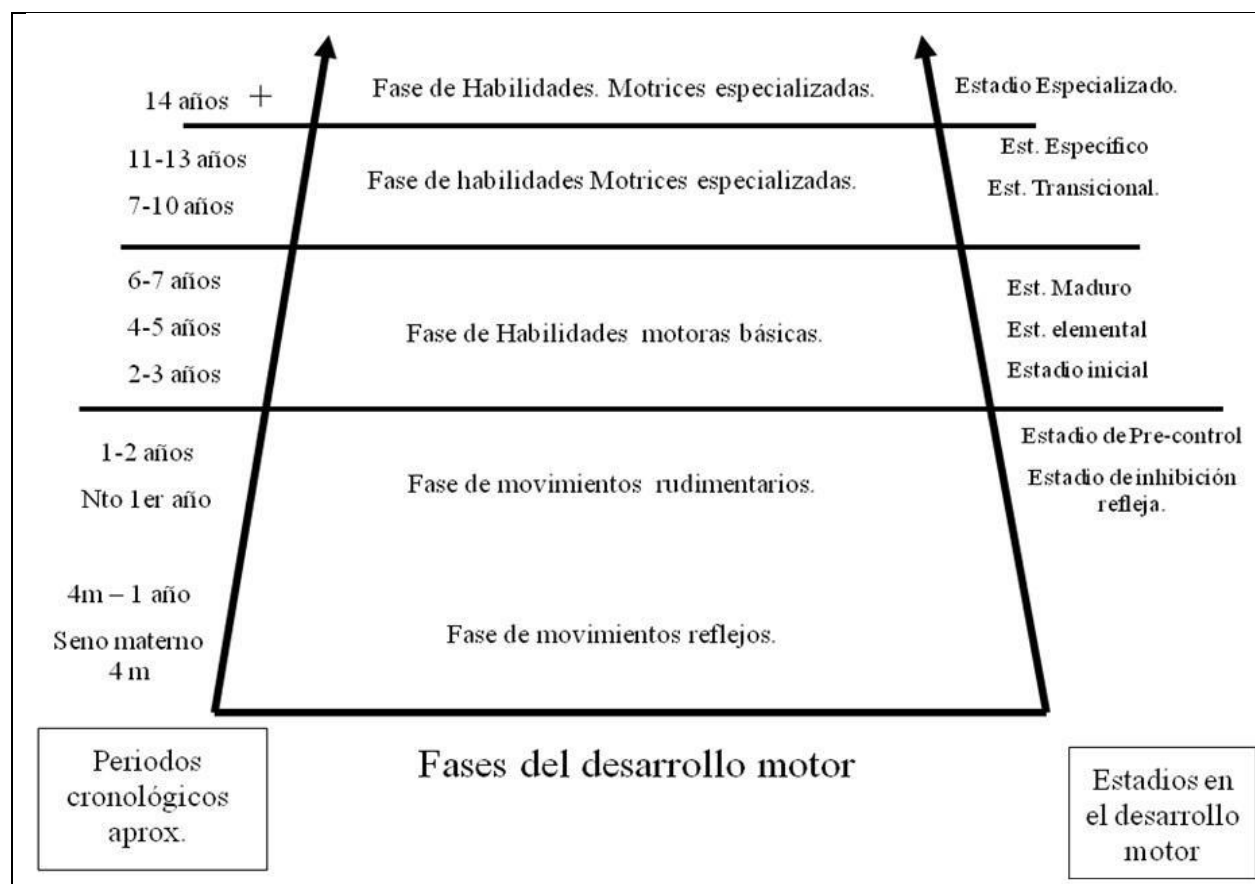 14 años +
Fase de Habilidades. Motrices especializadas.
Estadio Especializado.
11-13 años
7-10 años
Fase de habilidades Motrices especializadas.
Est. Específico
Est. Transicional.
6-7 años
4-5 años
2-3 años
Fase de Habilidades motoras básicas.
Est. Maduro
Est. elemental
Estadio inicial
1-2 años
Nto 1er año
Fase de movimientos rudimentarios.
Estadio de Pre-control
Estadio de inhibición
refleja.
4m – 1 año
Seno materno
4 m
Fase de movimientos reflejos.
Periodos
cronológicos
aprox.
Fases del desarrollo motor
Estadios en
el desarrollo
motor